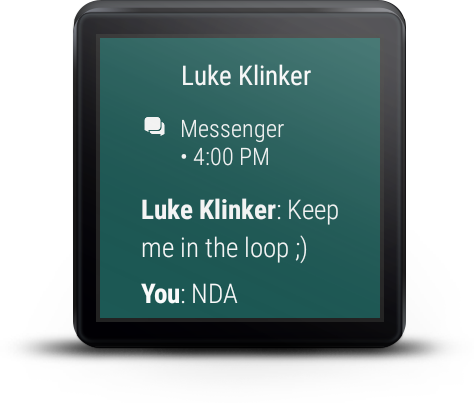 Luke Klinker
Messenger
• 4:00 PM
Luke Klinker: Keep
me in the loop ;)
You: NDA